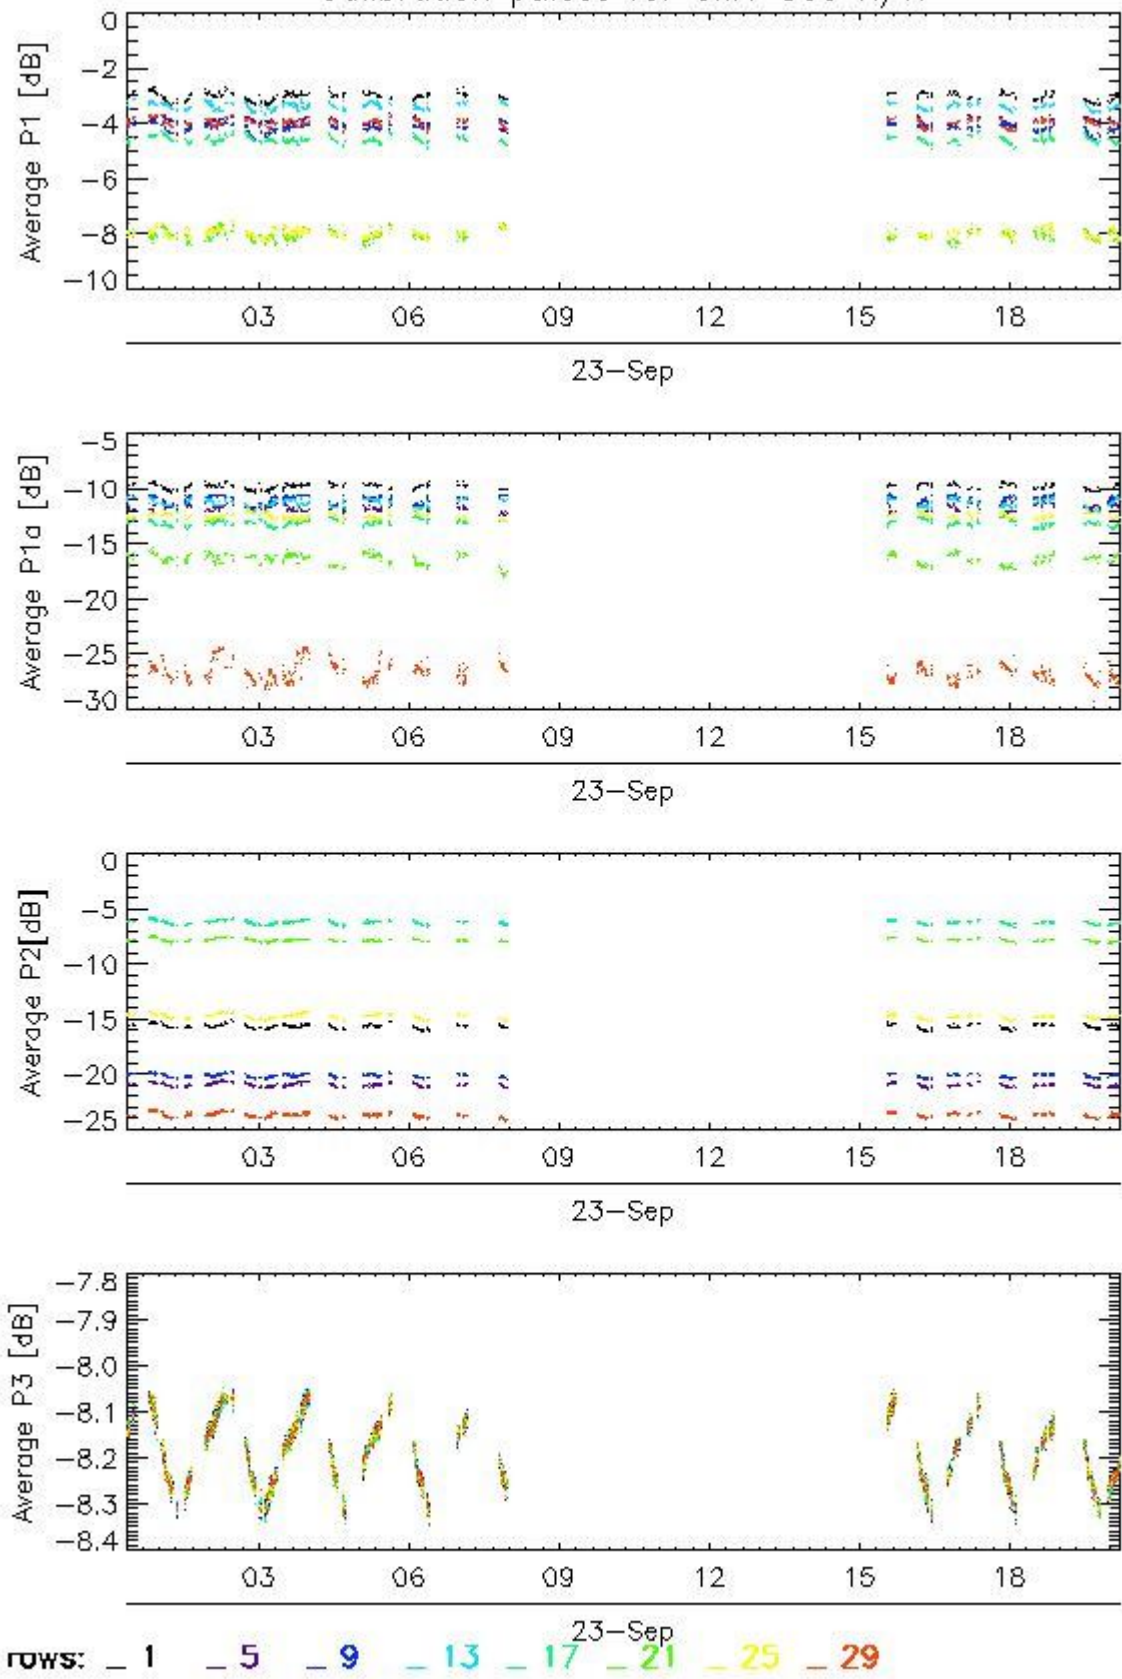 0
−2
−4
−6
−8
−10
Average P1 [dB]
03 06 09 12 15 18
23−Sep
−5
−10
−15
−20
−25
−30
Average P1a [dB]
03 06 09 12 15 18
23−Sep
0
−5
−10
−15
−20
−25
Average P2[dB]
03 06 09 12 15 18
23−Sep
−7.8
−7.9
−8.0
−8.1
−8.2
−8.3
−8.4
Average P3 [dB]
03 06 09 12 15 18
23−Sep
rows: _ 1 _ 5 _ 9 _ 13 _ 17 _ 21 _ 25 _ 29